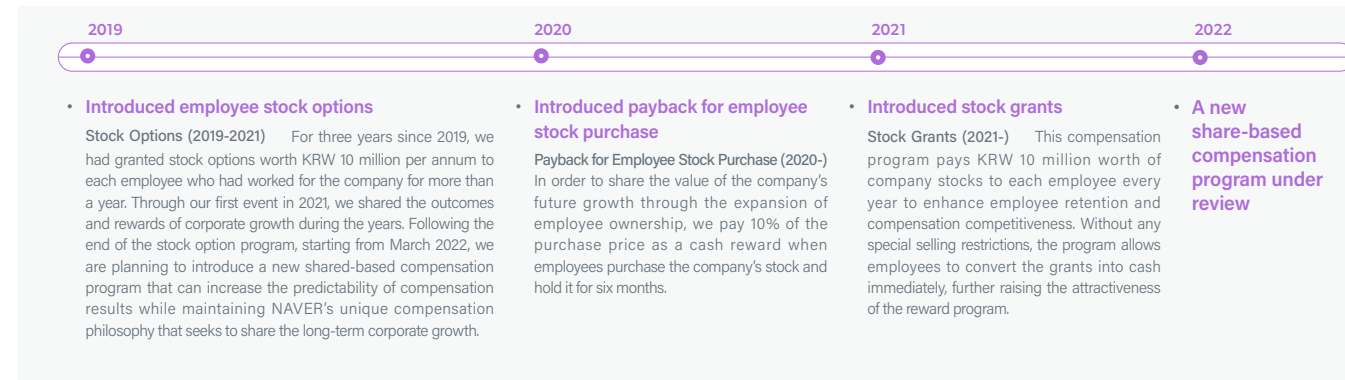 2019
2020
2021
2022
• Introduced employee stock options
Stock Options (2019-2021) For three years since 2019, we
had granted stock options worth KRW 10 million per annum to
each employee who had worked for the company for more than
a year. Through our first event in 2021, we shared the outcomes
and rewards of corporate growth during the years. Following the
end of the stock option program, starting from March 2022, we
are planning to introduce a new shared-based compensation
program that can increase the predictability of compensation
results while maintaining NAVER's unique compensation
philosophy that seeks to share the long-term corporate growth.
• Introduced payback for employee
stock purchase
Payback for Employee Stock Purchase (2020-)
In order to share the value of the company's
future growth through the expansion of
employee ownership, we pay 10% of the
purchase price as a cash reward when
employees purchase the company's stock and
hold it for six months.
• Introduced stock grants
Stock Grants (2021-) This compensation
program pays KRW 10 million worth of
company stocks to each employee every
year to enhance employee retention and
compensation competitiveness. Without any
special selling restrictions, the program allows
employees to convert the grants into cash
immediately, further raising the attractiveness
of the reward program.
• A new
share-based
compensation
program under
review